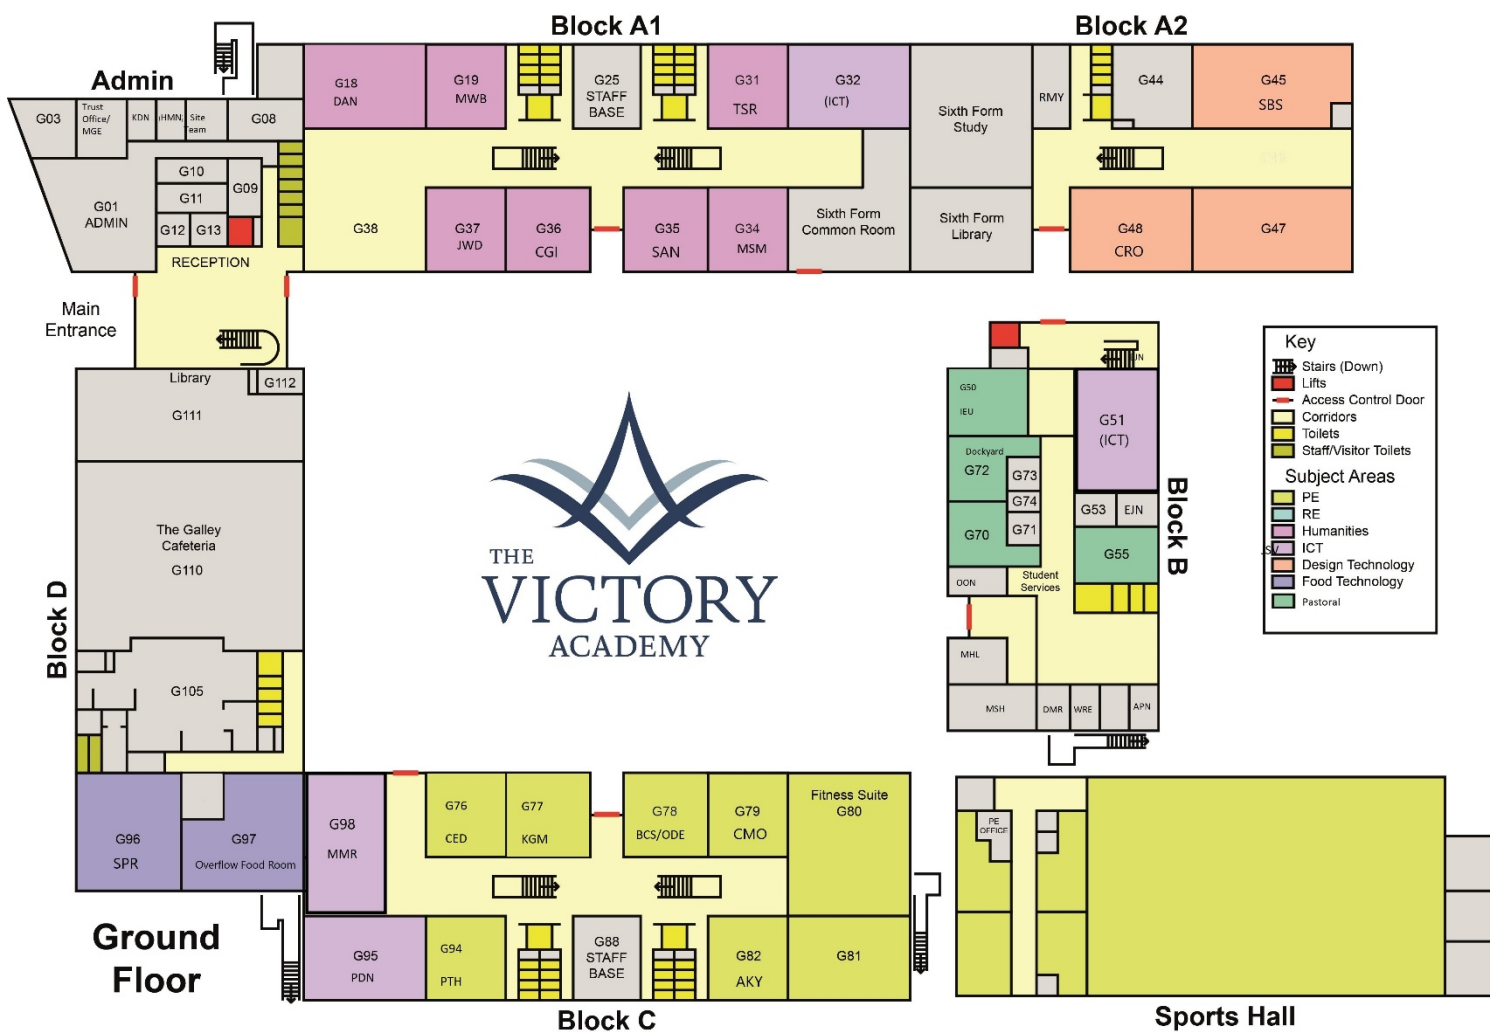 Block A1
Block A2
Admin
G03
Trust
Office/
MGE
KDN
HMN
Site
Team
G08
G18
DAN
G19
MWB
G25
STAFF
BASE
G31
TSR
G32
(ICT)
Sixth Form
Study
RMY
G44
G45
SBS
G01
ADMIN
G10
G11
G09
G12
G13
RECEPTION
G38
G37
JWD
G36
CGI
G35
SAN
G34
MSM
Sixth Form
Common Room
Sixth Form
Library
G48
CRO
G47
Main
Entrance
Library
G112
G111
The Galley
Cafeteria
G110
Block D
G105
THE
VICTORY
ACADEMY
G50
IEU
G51
(ICT)
Dockyard
G72
G73
G74
G71
G70
G53
EJN
G55
OON
Student
Services
MHL
MSH
DMR
WRE
APN
Block B
Key
Stairs (Down)
Lifts
Access Control Door
Corridors
Toilets
Staff/Visitor Toilets
Subject Areas
PE
RE
Humanities
JSV
ICT
Design Technology
Food Technology
Pastoral
G96
SPR
G97
Overflow Food Room
G98
MMR
G76
CED
G77
KGM
G78
BCS/ODE
G79
CMO
Fitness Suite
G80
PE
OFFICE
Ground
Floor
G95
PDN
G94
PTH
G88
STAFF
BASE
G82
AKY
G81
Block C
Sports Hall